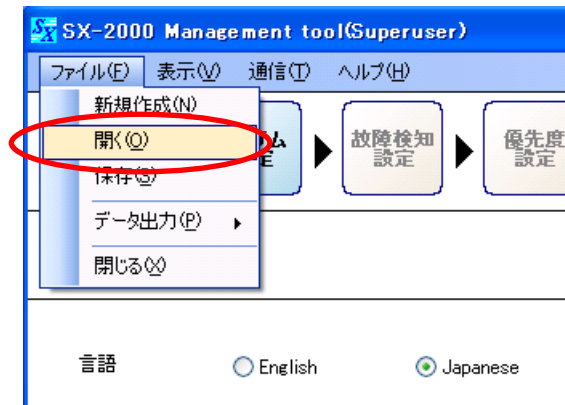 SX-2000 Management tool(Superuser)
ファイル(F) 表示(V) 通信(T) ヘルプ(H)
新規作成(N)
開く(O)
保存(S)
データ出力(P)
閉じる(X)
故障検知
設定
優先度
設定
言語 English Japanese